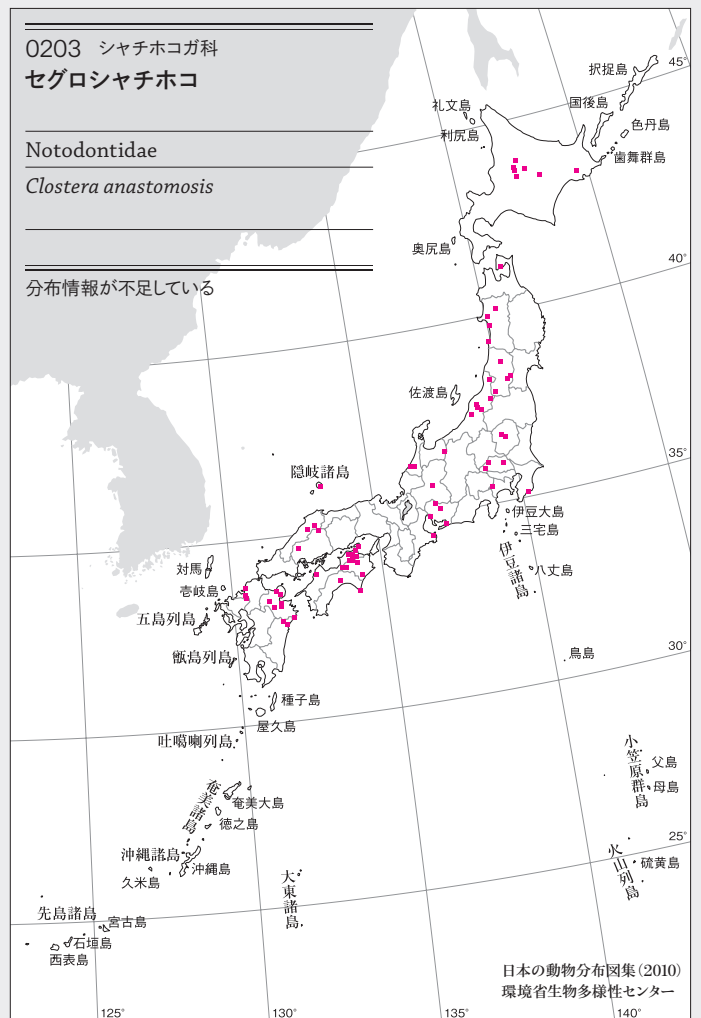 0203 シャチホコガ科
セグロシャチホコ
Notodontidae
Clostera anastomosis
分布情報が不足している
45°
択捉島
国後島
礼文島
色丹島
利尻島
歯舞群島
奥尻島
40°
佐渡島
35°
隠岐諸島
伊豆大島
三宅島
伊豆諸島
八丈島
対馬
壱岐島
五島列島
甑島列島
鳥島
30°
種子島
屋久島
吐噶喇列島
小笠原群島
父島
母島
奄美諸島
奄美大島
徳之島
25°
沖縄諸島
沖縄島
久米島
火山列島
硫黄島
大東諸島
先島諸島
宮古島
石垣島
西表島
日本の動物分布図集(2010)
環境省生物多様性センター
125°
130°
135°
140°